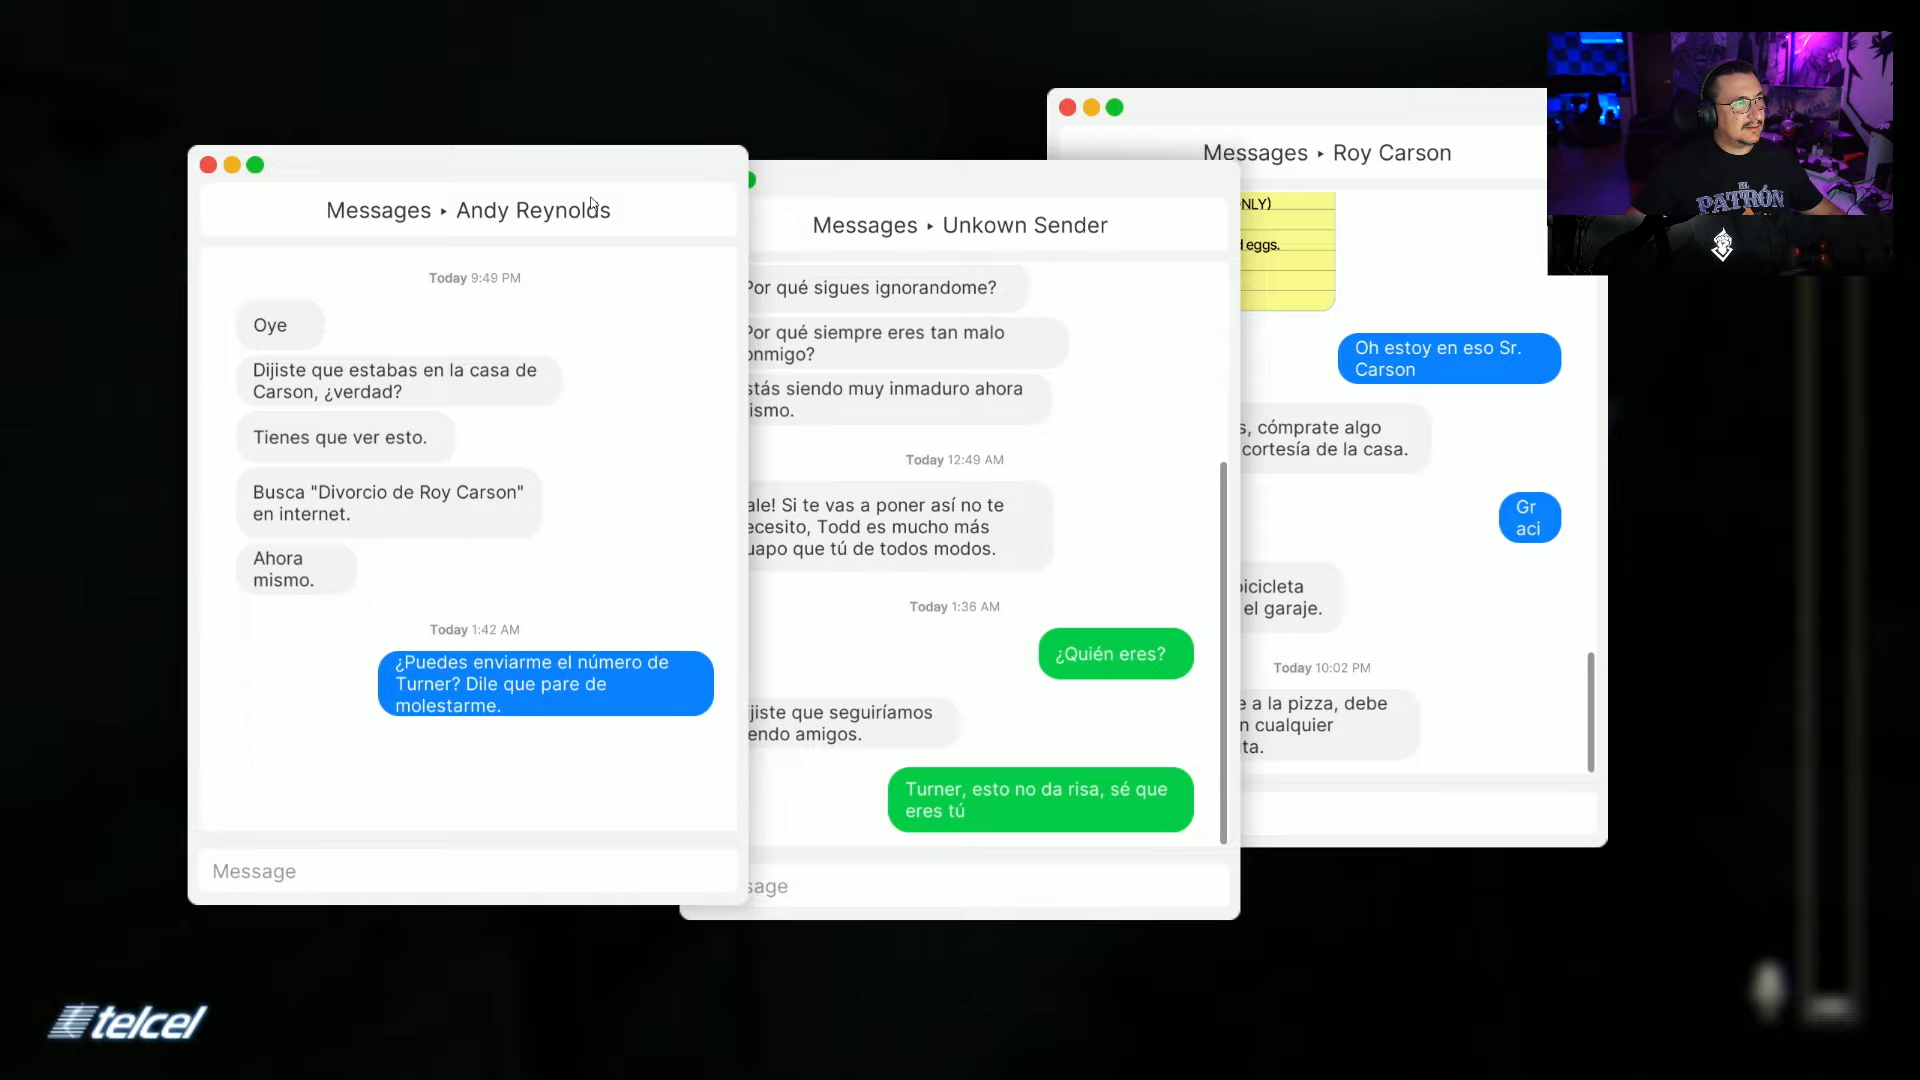 Messages ▸ Andy Reynolds
Today 9:49 PM
Oye
Dijiste que estabas en la casa de
Carson, ¿verdad?
Tienes que ver esto.
Busca "Divorcio de Roy Carson"
en internet.
Ahora
mismo.
Today 1:42 AM
¿Puedes enviarme el número de
Turner? Dile que pare de
molestarme.
Message
Messages ▸ Unkown Sender
Por qué sigues ignorandome?
Por qué siempre eres tan malo
onmigo?
stás siendo muy inmaduro ahora
ismo.
Today 12:49 AM
ale! Si te vas a poner así no te
ecesito, Todd es mucho más
uapo que tú de todos modos.
Today 1:36 AM
¿Quién eres?
jiste que seguiríamos
endo amigos.
Turner, esto no da risa, sé que
eres tú
sage
Messages ▸ Roy Carson
NLY)
d eggs.
Oh estoy en eso Sr.
Carson
s, cómprate algo
cortesía de la casa.
Gr
aci
bicicleta
el garaje.
Today 10:02 PM
e a la pizza, debe
n cualquier
ta.
EL
PATRÓN
telcel